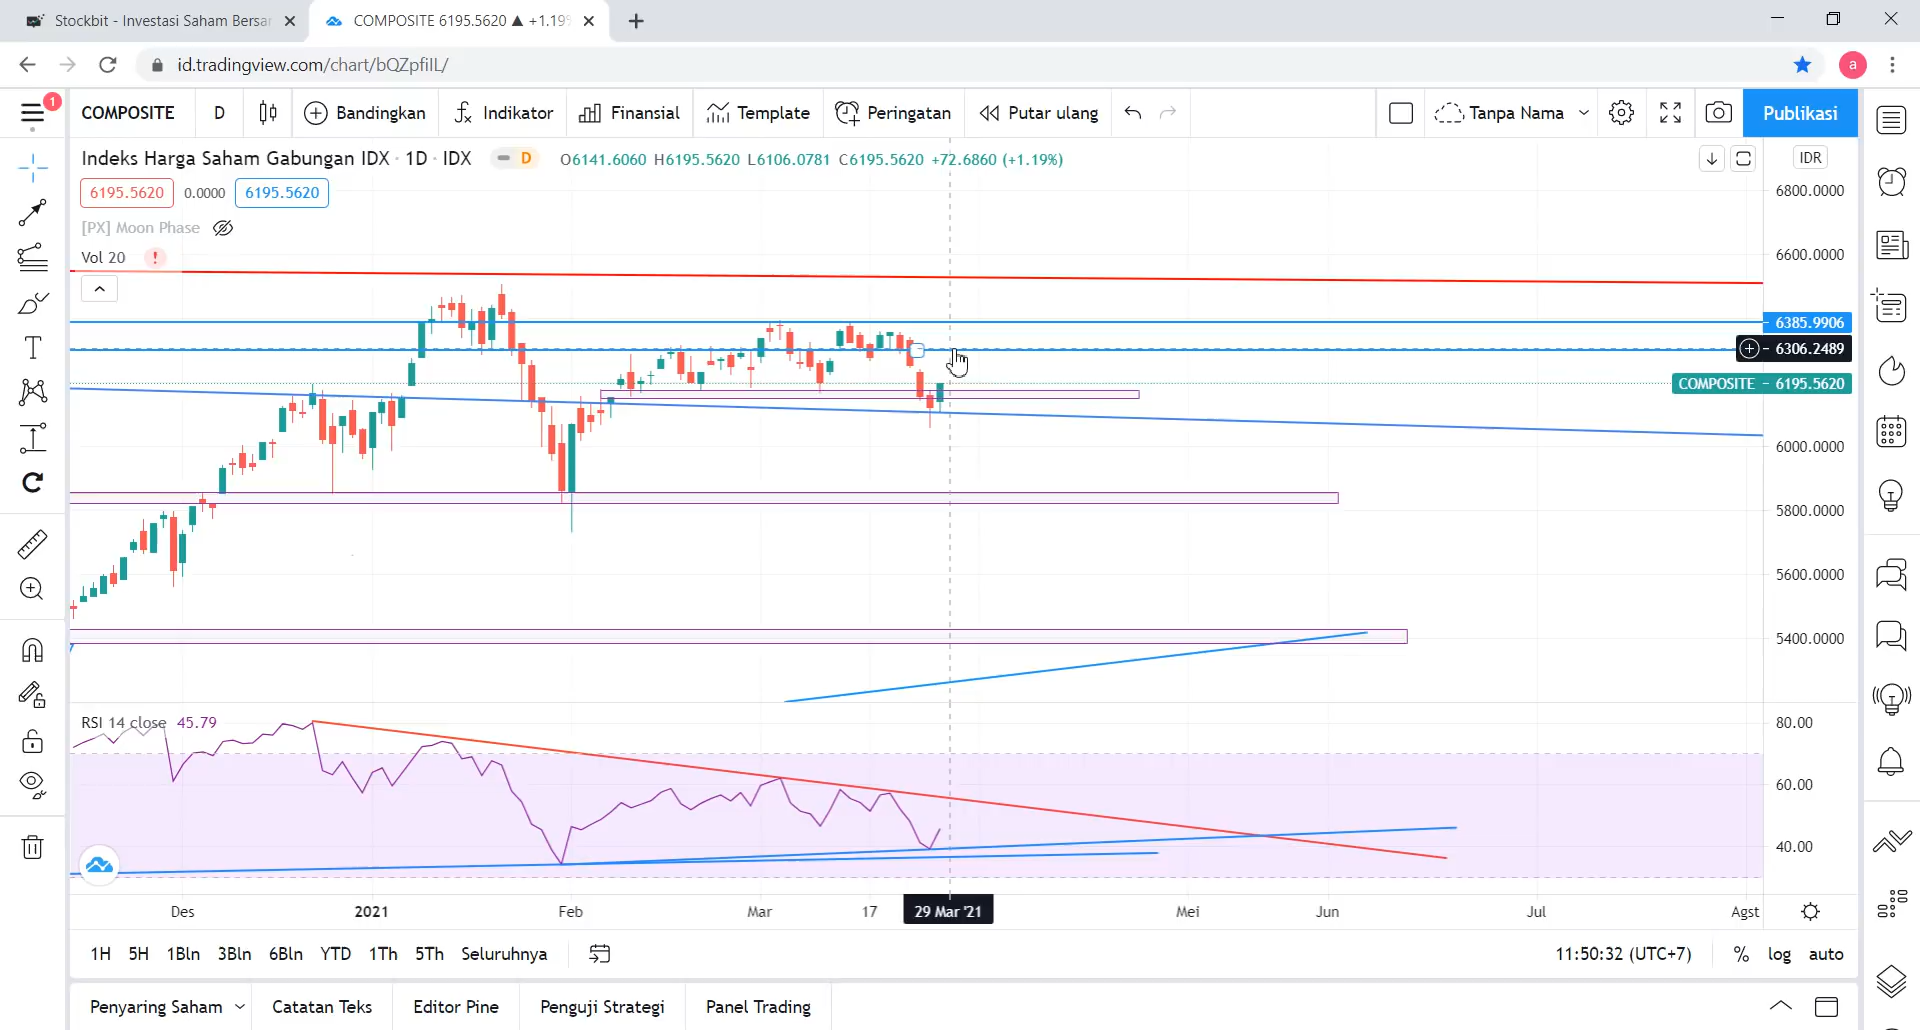 Stockbit - Investasi Saham Bersar
COMPOSITE 6195.5620 ▲ +1.19%
id.tradingview.com/chart/bQZpfiIL/
a
1
COMPOSITE
D
Bandingkan
Indikator
Finansial
Template
Peringatan
Putar ulang
Tanpa Nama
Publikasi
Indeks Harga Saham Gabungan IDX · 1D · IDX
D
O6141.6060 H6195.5620 L6106.0781 C6195.5620 +72.6860 (+1.19%)
IDR
6195.5620
0.0000
6195.5620
[PX] Moon Phase
Vol 20
!
6800.0000
6600.0000
6385.9906
6306.2489
COMPOSITE
6195.5620
6000.0000
5800.0000
5600.0000
5400.0000
RSI 14 close 45.79
80.00
60.00
40.00
Des
2021
Feb
Mar
17
29 Mar '21
Mei
Jun
Jul
Agst
1H
5H
1Bln
3Bln
6Bln
YTD
1Th
5Th
Seluruhnya
11:50:32 (UTC+7)
%
log
auto
Penyaring Saham
Catatan Teks
Editor Pine
Penguji Strategi
Panel Trading